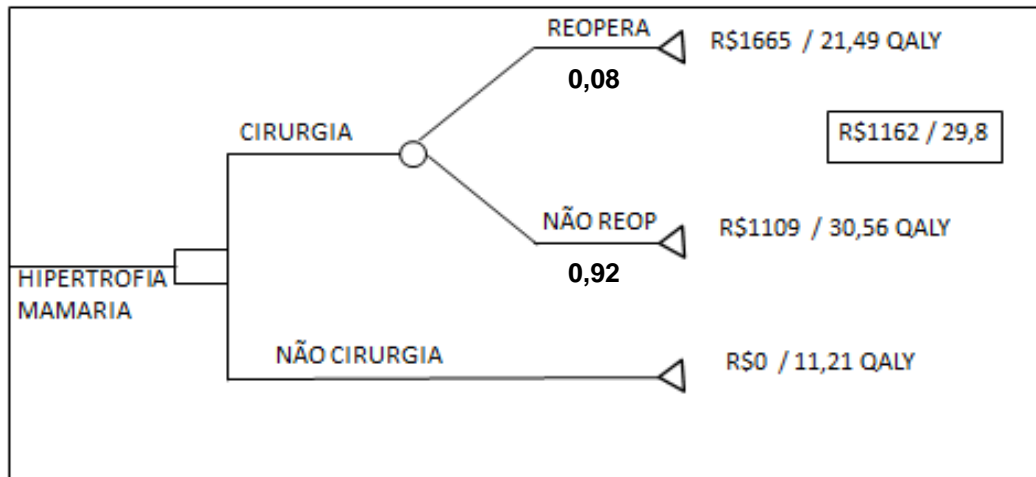 REOPERA
R$1665 / 21,49 QALY
0,08
CIRURGIA
R$1162 / 29,8
NÃO REOP
R$1109 / 30,56 QALY
0,92
HIPERTROFIA
MAMARIA
NÃO CIRURGIA
R$0 / 11,21 QALY